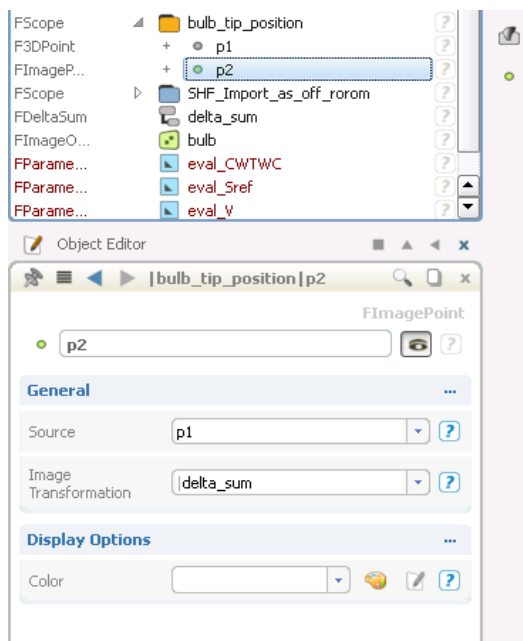 FScope bulb_tip_position ?
F3DPoint + p1 ?
FImageP... + p2 ?
FScope SHF_Import_as_off_rorom ?
FDeltaSum delta_sum ?
FImageO... bulb ?
FParame... eval_CWTWC ?
FParame... eval_Sref ?
FParame... eval_V ?
Object Editor
|bulb_tip_position|p2
FImagePoint
p2 ?
General ...
Source p1 ?
Image
Transformation |delta_sum ?
Display Options ...
Color ?